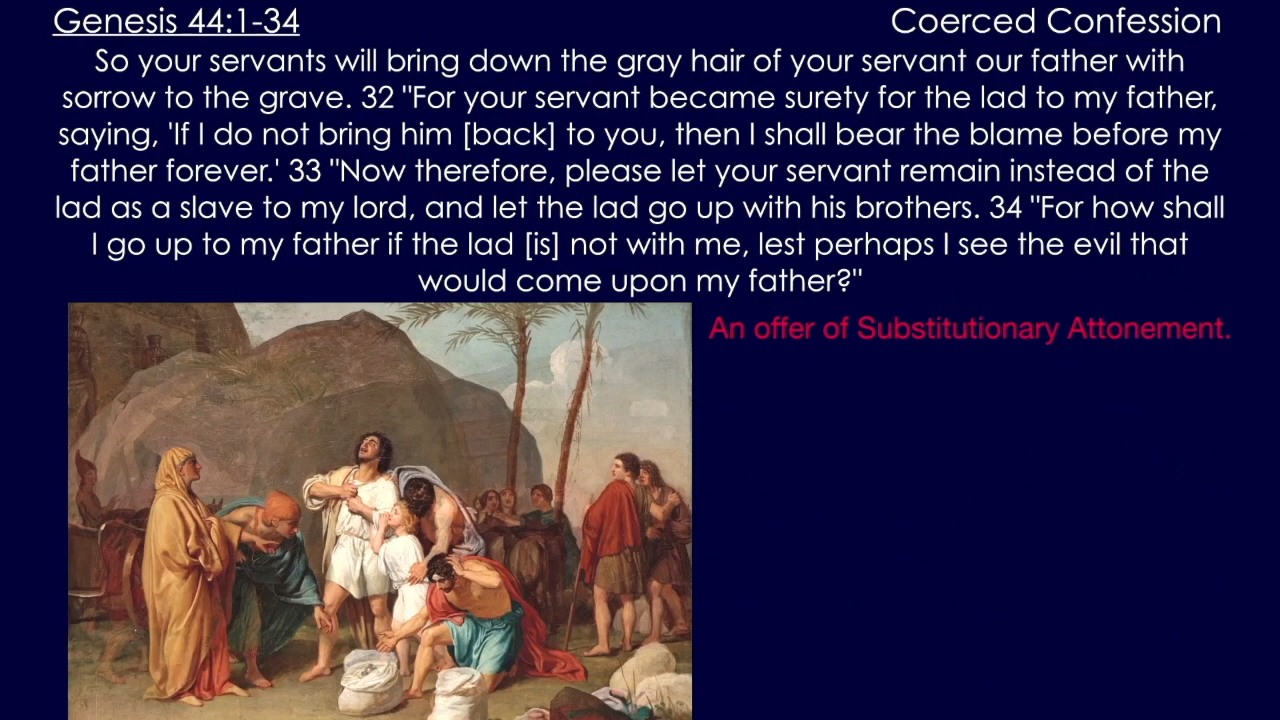 Genesis 44:1-34 Coerced Confession
So your servants will bring down the gray hair of your servant our father with
sorrow to the grave. 32 "For your servant became surety for the lad to my father,
saying, 'If I do not bring him [back] to you, then I shall bear the blame before my
father forever.' 33 "Now therefore, please let your servant remain instead of the
lad as a slave to my lord, and let the lad go up with his brothers. 34 "For how shall
I go up to my father if the lad [is] not with me, lest perhaps I see the evil that
would come upon my father?"
An offer of Substitutionary Attonement.